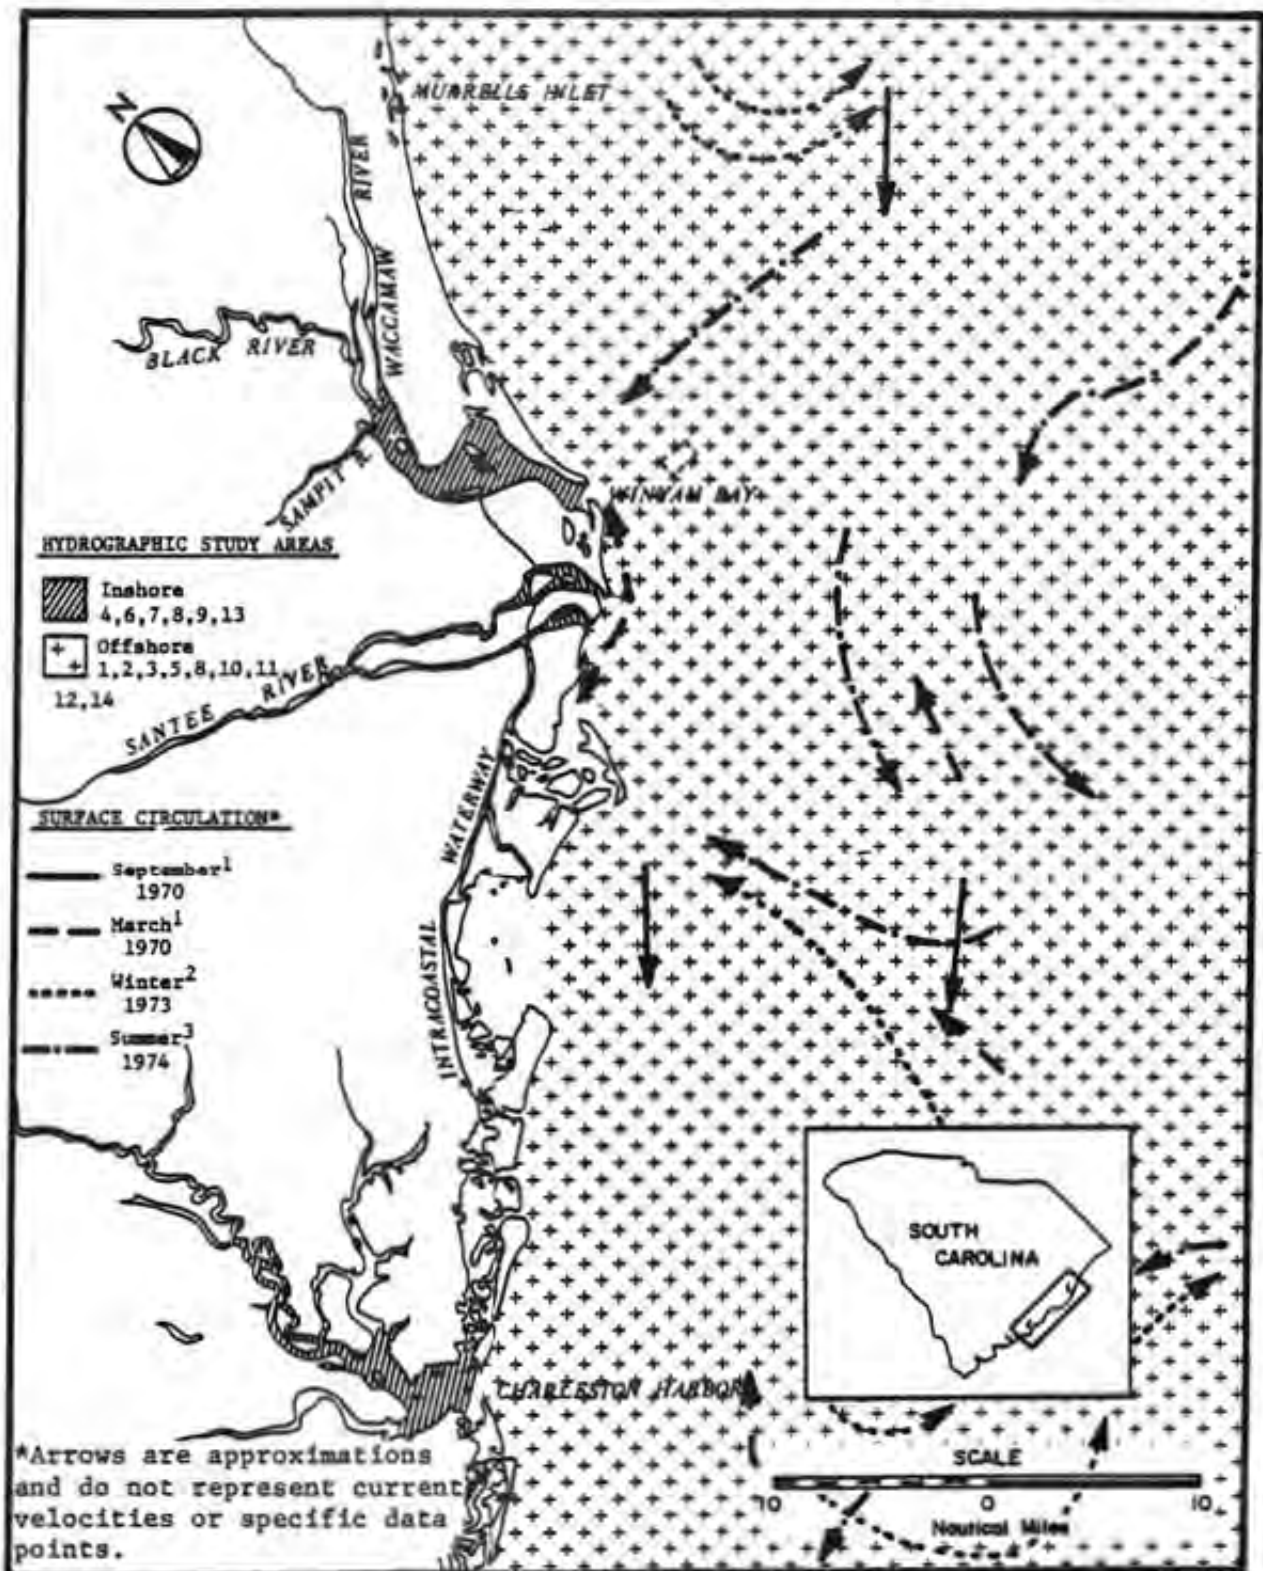 MURRELLS INLET
N
WACCAMAW RIVER
BLACK RIVER
SAMPIT R.
WINYAH BAY
HYDROGRAPHIC STUDY AREAS
Inshore
4,6,7,8,9,13
Offshore
1,2,3,5,8,10,11
12,14
SANTEE RIVER
INTRACOASTAL WATERWAY
SURFACE CIRCULATION*
September1
1970
March1
1970
Winter2
1973
Summer3
1974
SOUTH
CAROLINA
CHARLESTON HARBOR
*Arrows are approximations
and do not represent current
velocities or specific data
points.
SCALE
10 0 10
Nautical Miles